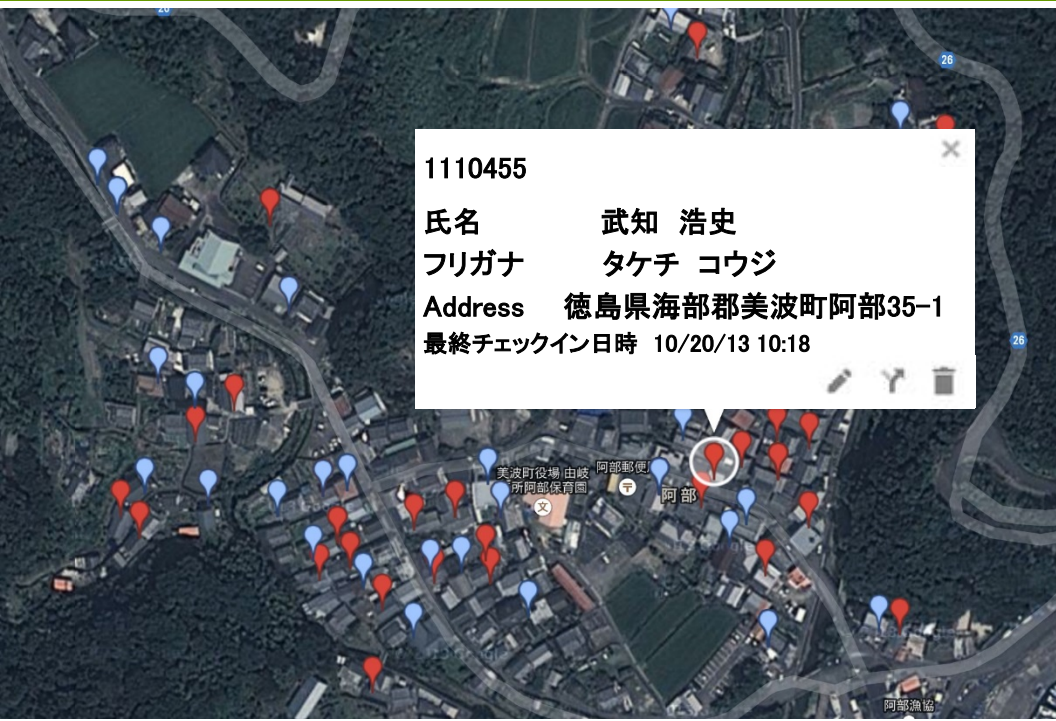 26
26
1110455
氏名 武知 浩史
フリガナ タケチ コウジ
Address 徳島県海部郡美波町阿部35-1
最終チェックイン日時 10/20/13 10:18
26
美波町役場 由岐
所阿部保育園
文
阿部郵便
〒
阿部
阿部漁協